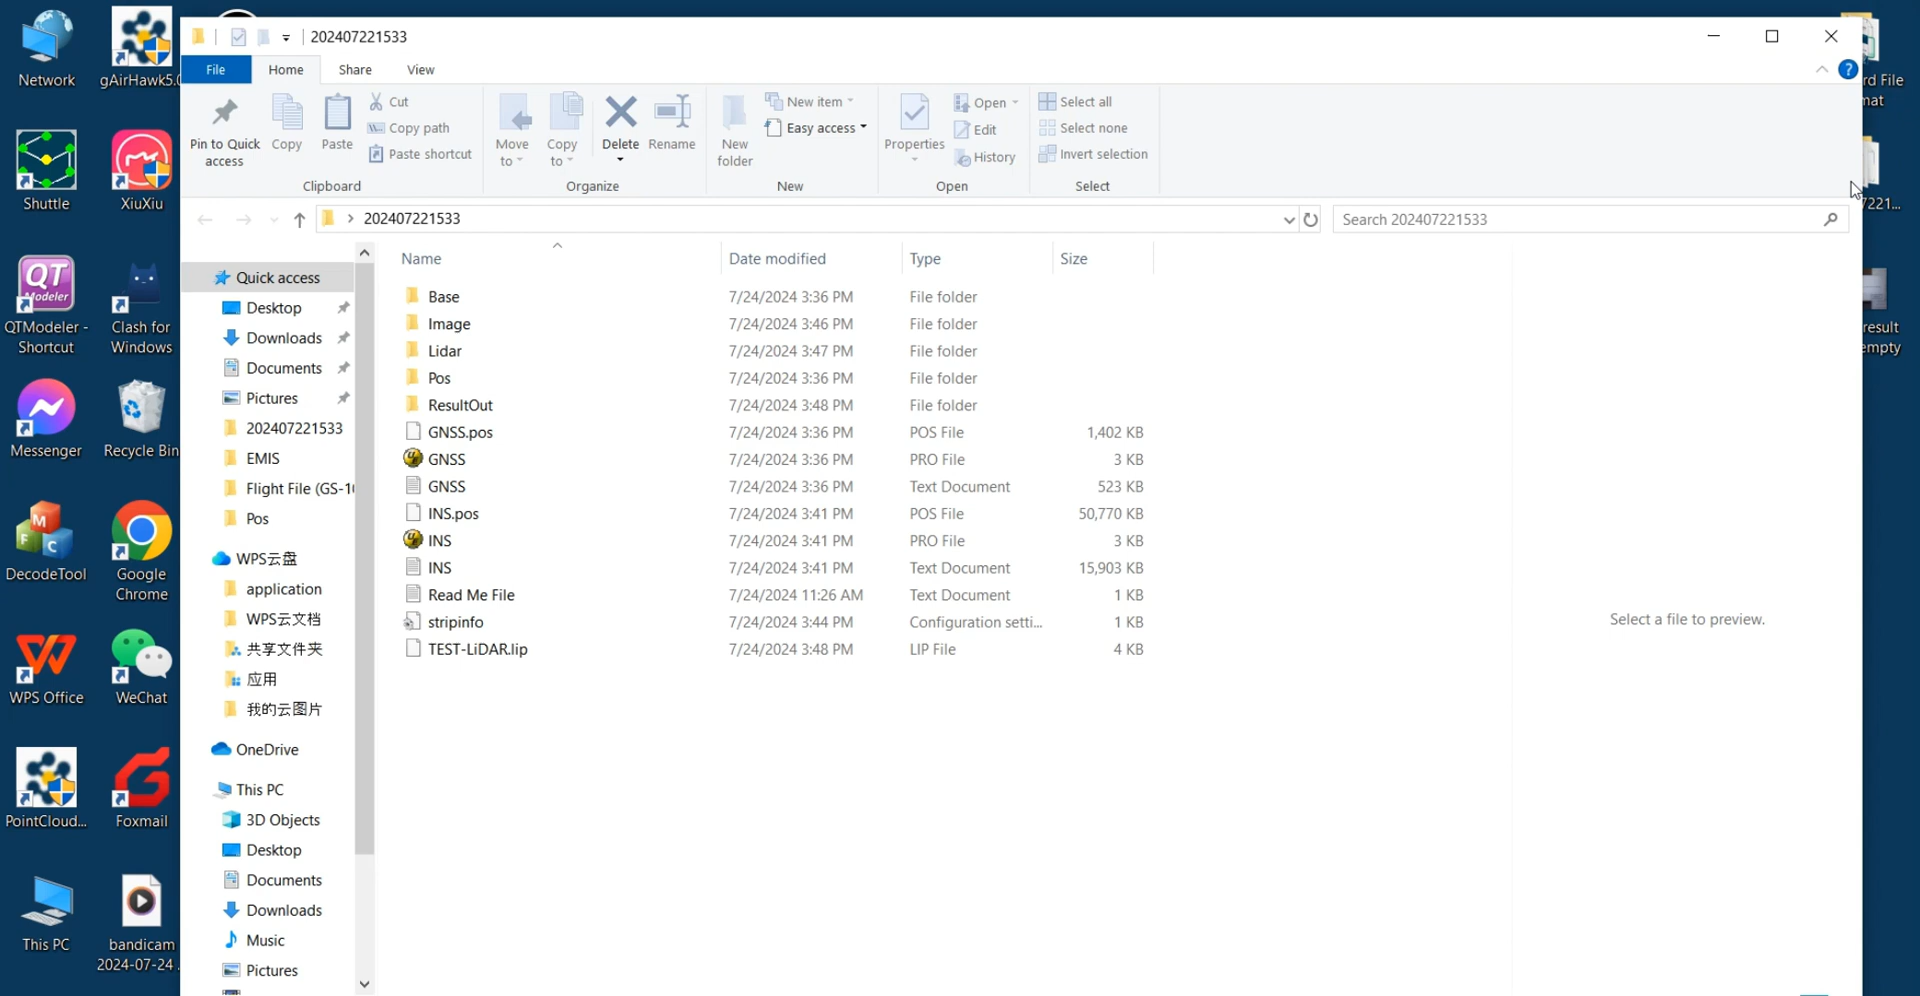 Network
gAirHawk5.0
Shuttle
XiuXiu
QT
Modeler
QTModeler -
Shortcut
Clash for
Windows
Messenger
Recycle Bin
M
F
C
DecodeTool
Google
Chrome
WPS Office
WeChat
PointCloud...
Foxmail
This PC
bandicam
2024-07-24 .
202407221533
File
Home
Share
View
Pin to Quick
access
Copy
Paste
Cut
Copy path
Paste shortcut
Clipboard
Move
to
Copy
to
Delete
Rename
Organize
New
folder
New item
Easy access
New
Properties
Open
Edit
History
Open
Select all
Select none
Invert selection
Select
202407221533
Search 202407221533
Quick access
Desktop
Downloads
Documents
Pictures
202407221533
EMIS
Flight File (GS-10
Pos
WPS云盘
application
WPS云文档
共享文件夹
应用
我的云图片
OneDrive
This PC
3D Objects
Desktop
Documents
Downloads
Music
Pictures
Name Date modified Type Size
Base 7/24/2024 3:36 PM File folder
Image 7/24/2024 3:46 PM File folder
Lidar 7/24/2024 3:47 PM File folder
Pos 7/24/2024 3:36 PM File folder
ResultOut 7/24/2024 3:48 PM File folder
GNSS.pos 7/24/2024 3:36 PM POS File 1,402 KB
GNSS 7/24/2024 3:36 PM PRO File 3 KB
GNSS 7/24/2024 3:36 PM Text Document 523 KB
INS.pos 7/24/2024 3:41 PM POS File 50,770 KB
INS 7/24/2024 3:41 PM PRO File 3 KB
INS 7/24/2024 3:41 PM Text Document 15,903 KB
Read Me File 7/24/2024 11:26 AM Text Document 1 KB
stripinfo 7/24/2024 3:44 PM Configuration setti... 1 KB
TEST-LiDAR.lip 7/24/2024 3:48 PM LIP File 4 KB
Select a file to preview.
rd File
mat
7221...
result
empty